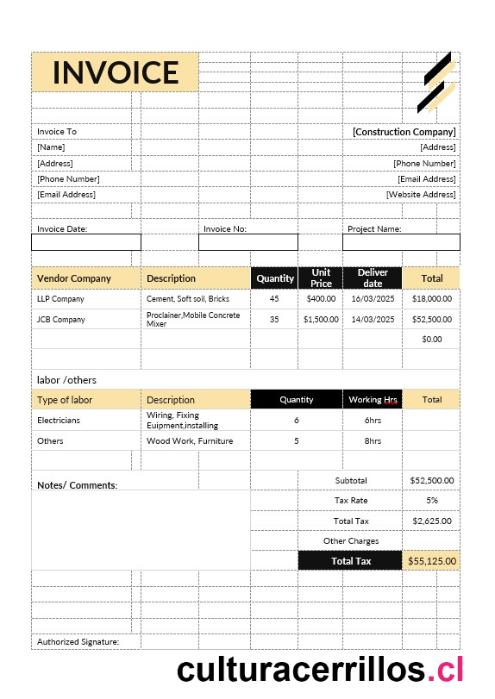 INVOICE
Invoice To
[Construction Company]
[Name]
[Address]
[Address]
[Phone Number]
[Phone Number]
[Email Address]
[Email Address]
[Website Address]
Invoice Date:
Invoice No:
Project Name:
Vendor Company Description Quantity Unit Price Deliver date Total
LLP Company Cement, Soft soil, Bricks 45 $400.00 16/03/2025 $18,000.00
JCB Company Proclainer,Mobile Concrete Mixer 35 $1,500.00 14/03/2025 $52,500.00
$0.00
labor /others
Type of labor Description Quantity Working Hrs Total
Electricians Wiring, Fixing Euipment,installing 6 6hrs
Others Wood Work, Furniture 5 8hrs
Notes/ Comments:
Subtotal $52,500.00
Tax Rate 5%
Total Tax $2,625.00
Other Charges
Total Tax $55,125.00
Authorized Signature:
culturacerrillos.cl